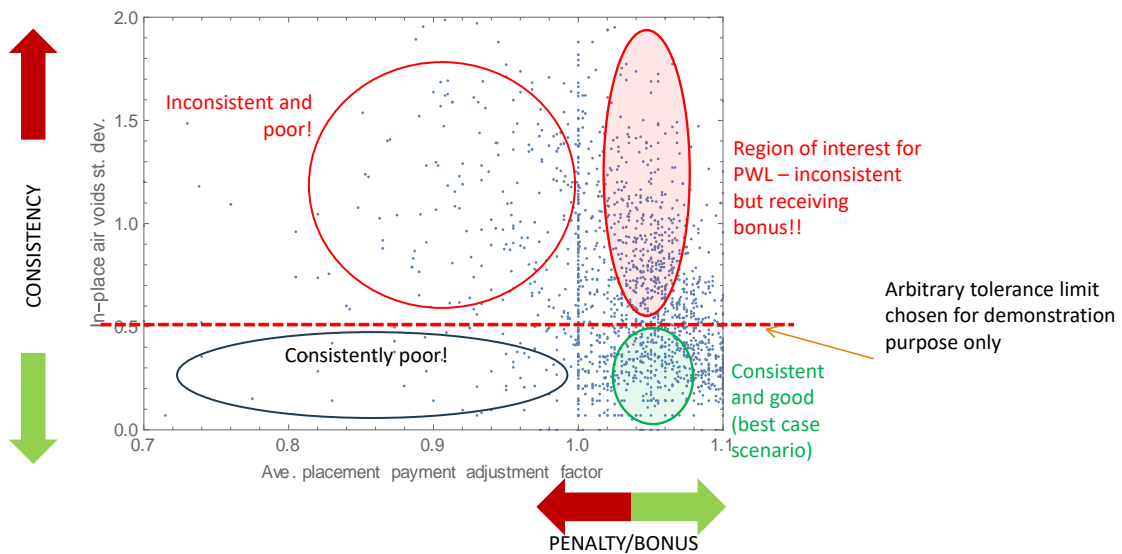 2.0
1.5
1.0
0.5
0.0
0.7
0.8
0.9
1.0
1.1
In-place air voids st. dev.
Ave. placement payment adjustment factor
CONSISTENCY
PENALTY/BONUS
Inconsistent and
poor!
Consistently poor!
Region of interest for
PWL – inconsistent
but receiving
bonus!!
Arbitrary tolerance limit
chosen for demonstration
purpose only
Consistent
and good
(best case
scenario)